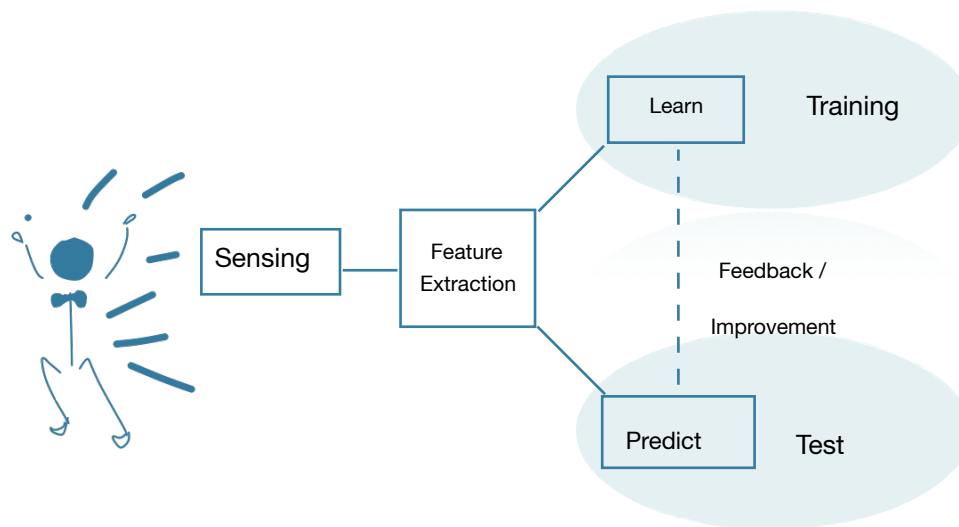 Sensing
Feature
Extraction
Learn
Training
Feedback /
Improvement
Predict
Test